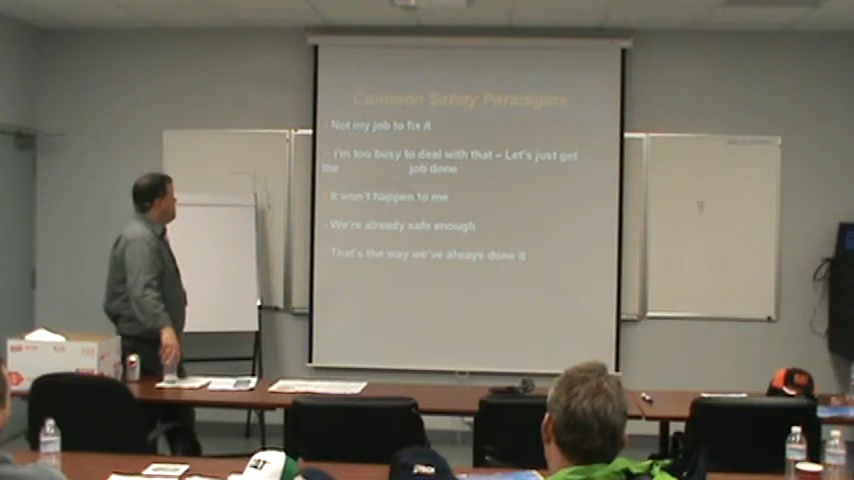 Common Safety Paradigms
Not my job to fix it
I'm too busy to deal with that – Let's just get
the job done
It won't happen to me
We're already safe enough
That's the way we've always done it
CAT